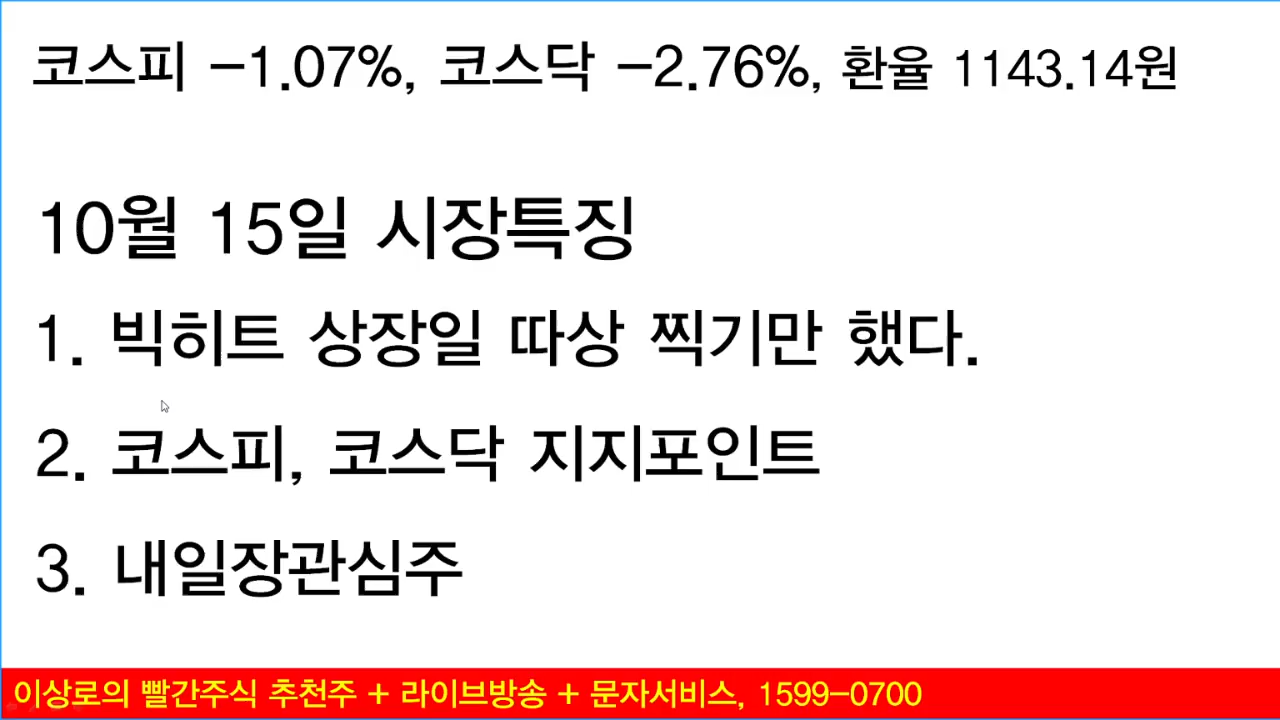 코스피 -1.07%, 코스닥 -2.76%, 환율 1143.14원
10월 15일 시장특징
1. 빅히트 상장일 따상 찍기만 했다.
2. 코스피, 코스닥 지지포인트
3. 내일장관심주
이상로의 빨간주식 추천주 + 라이브방송 + 문자서비스, 1599-0700